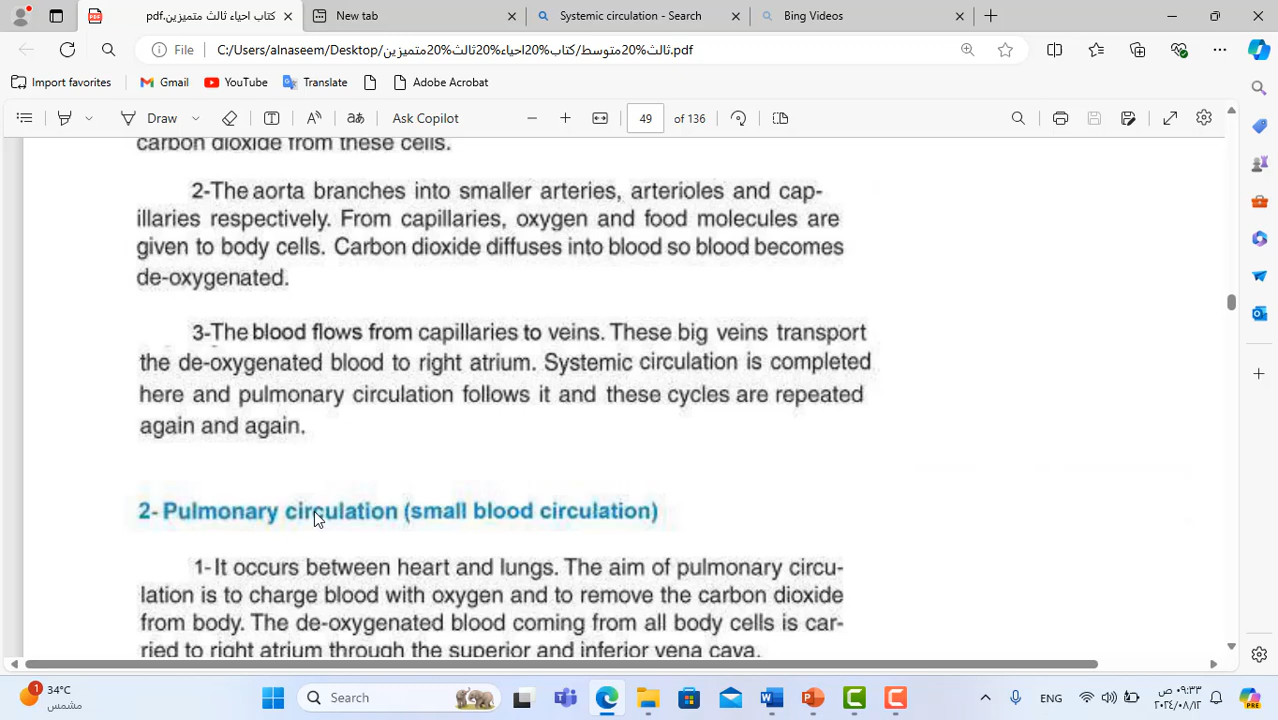 كتاب احياء ثالث متميزين.pdf
New tab
Systemic circulation - Search
Bing Videos
File
C:/Users/alnaseem/Desktop/ثالث%20متوسط/كتاب%20احياء%20ثالث%20متميزين.pdf
Import favorites
Gmail
YouTube
Translate
Adobe Acrobat
Draw
Ask Copilot
49 of 136
carbon dioxide from these cells.
2-The aorta branches into smaller arteries, arterioles and cap-
illaries respectively. From capillaries, oxygen and food molecules are
given to body cells. Carbon dioxide diffuses into blood so blood becomes
de-oxygenated.
3-The blood flows from capillaries to veins. These big veins transport
the de-oxygenated blood to right atrium. Systemic circulation is completed
here and pulmonary circulation follows it and these cycles are repeated
again and again.
2- Pulmonary circulation (small blood circulation)
1- It occurs between heart and lungs. The aim of pulmonary circu-
lation is to charge blood with oxygen and to remove the carbon dioxide
from body. The de-oxygenated blood coming from all body cells is car-
ried to right atrium through the superior and inferior vena cava.
1
34°C
مشمس
Search
ENG
٠٩:٣٣ ص
٢٠٢٤/٠٨/١٢
PRE